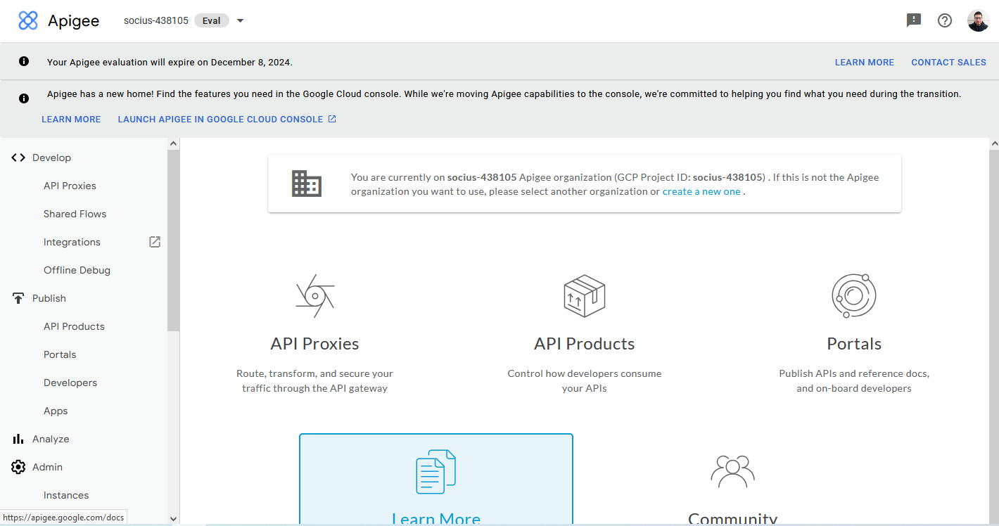 Apigee
socius-438105 Eval
Your Apigee evaluation will expire on December 8, 2024.
LEARN MORE CONTACT SALES
Apigee has a new home! Find the features you need in the Google Cloud console. While we're moving Apigee capabilities to the console, we're committed to helping you find what you need during the transition.
LEARN MORE LAUNCH APIGEE IN GOOGLE CLOUD CONSOLE
Develop
API Proxies
Shared Flows
Integrations
Offline Debug
Publish
API Products
Portals
Developers
Apps
Analyze
Admin
Instances
https://apigee.google.com/docs
You are currently on socius-438105 Apigee organization (GCP Project ID: socius-438105) . If this is not the Apigee
organization you want to use, please select another organization or create a new one .
API Proxies
Route, transform, and secure your
traffic through the API gateway
API Products
Control how developers consume
your APIs
Portals
Publish APIs and reference docs,
and on-board developers
Learn More
Community